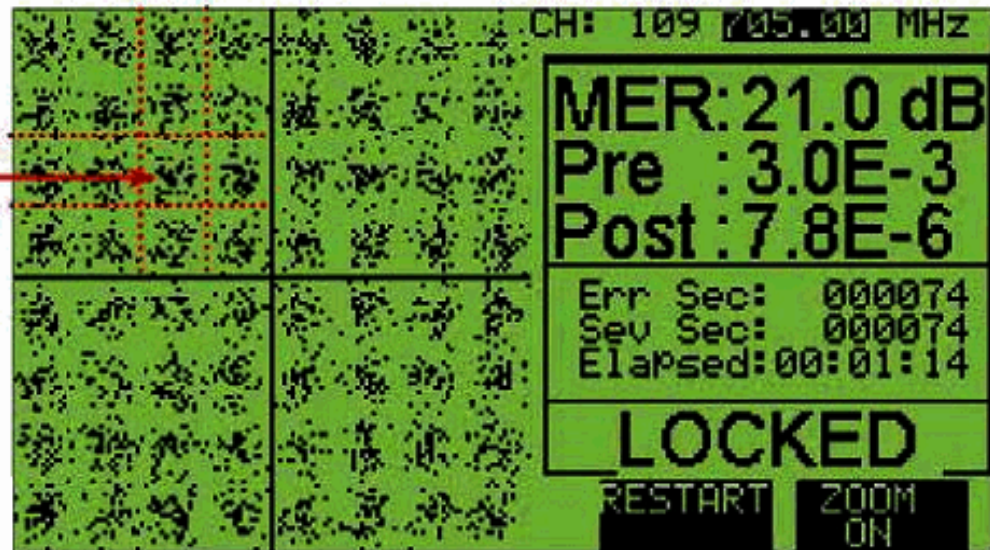 CH: 109 705.00 MHz
MER: 21.0 dB
Pre : 3.0E-3
Post : 7.8E-6
Err Sec: 000074
Sev Sec: 000074
Elapsed:00:01:14
LOCKED
RESTART
ZOOM
ON